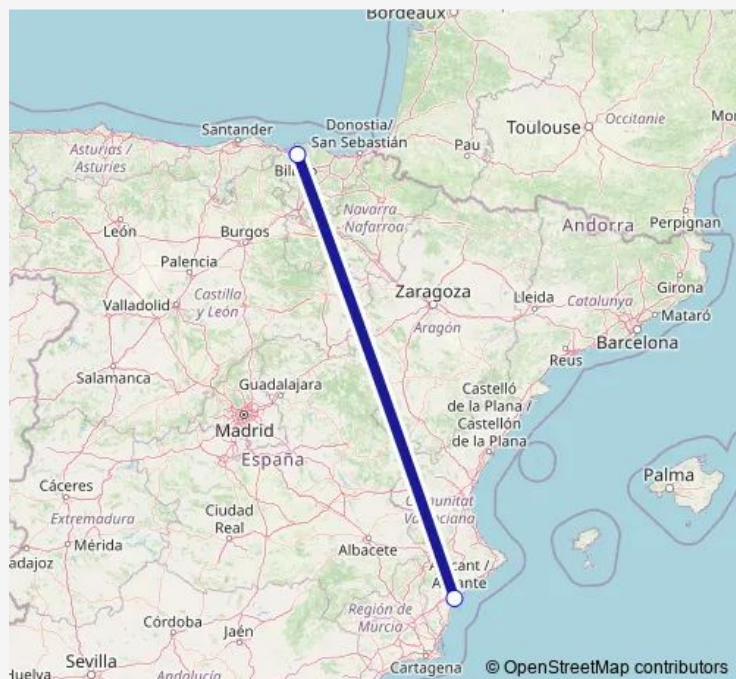 Bordeaux
Donostia/
San Sebastián
Santander
Toulouse
Occitanie
Asturias /
Asturies
Pau
León
Burgos
Navarra
Nafarroa
Andorra
Perpignan
Palencia
Castilla
y León
Valladolid
Zaragoza
Aragón
Lleida
Catalunya
Girona
Mataró
Barcelona
Reus
Salamanca
Guadalajara
Madrid
España
Castelló
de la Plana /
Castellón
de la Plana
Palma
Cáceres
Extremadura
Mérida
Ciudad
Real
Albacete
Región de
Murcia
Córdoba
Jaén
Sevilla
Andalucía
Cartagena
© OpenStreetMap contributors